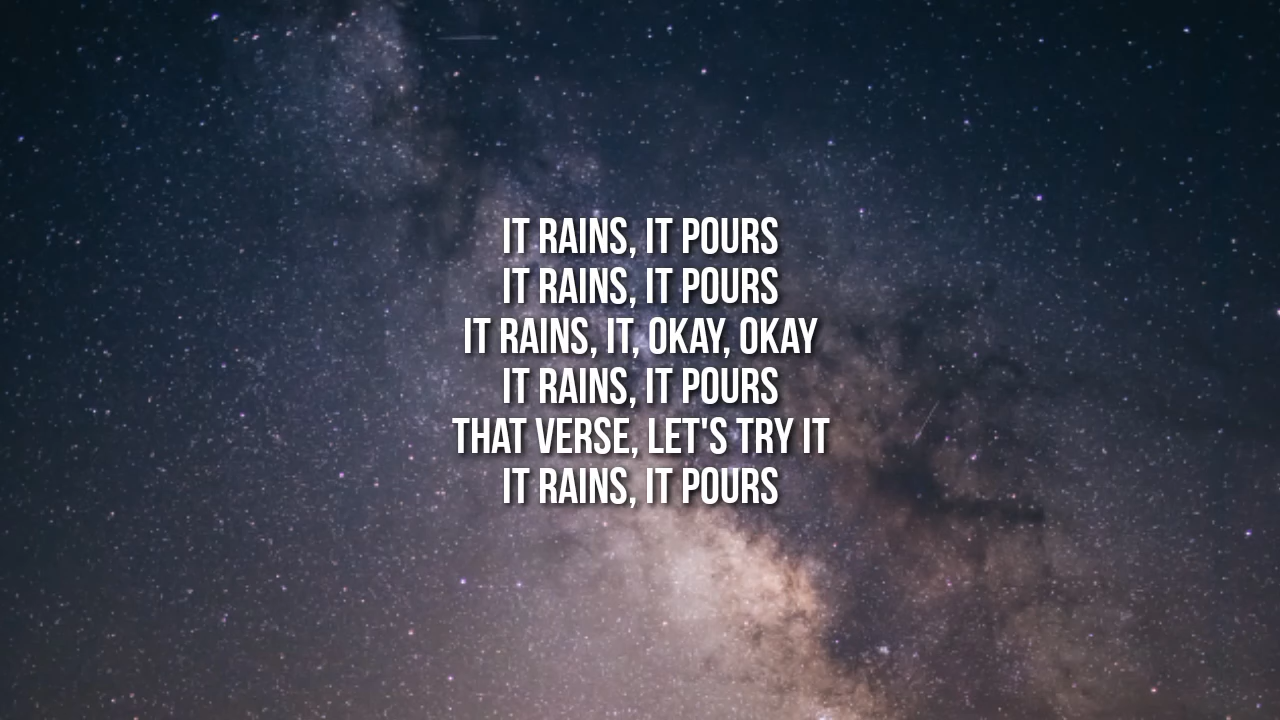 IT RAINS, IT POURS
IT RAINS, IT POURS
IT RAINS, IT, OKAY, OKAY
IT RAINS, IT POURS
THAT VERSE, LET'S TRY IT
IT RAINS, IT POURS